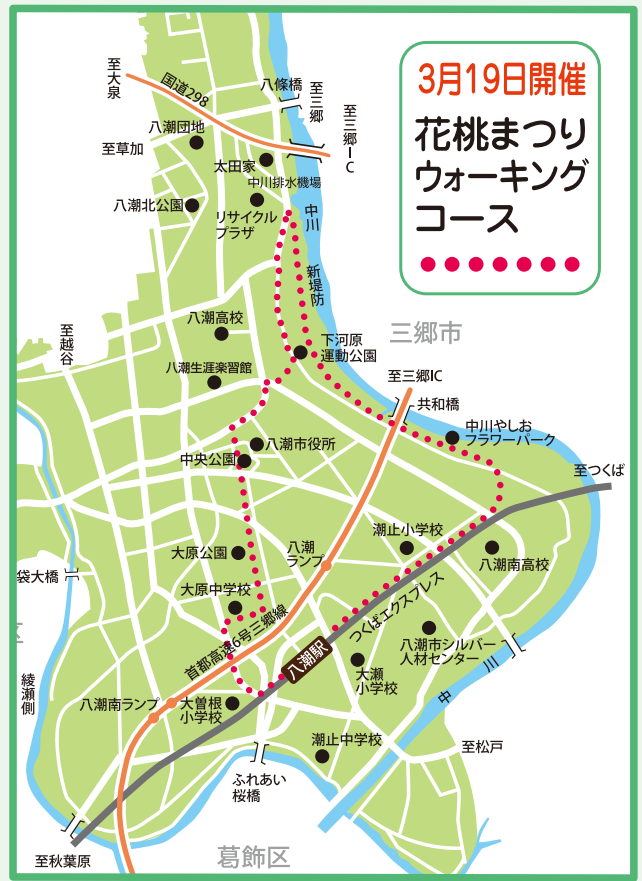 3月19日開催
花桃まつり
ウォーキング
コース
至大泉
国道298
八條橋
至三郷
至三郷IC
八潮団地
至草加
太田家
中川排水機場
八潮北公園
リサイクル
プラザ
中川
新堤防
八潮高校
至越谷
下河原
運動公園
三郷市
八潮生涯楽習館
至三郷IC
共和橋
中川やしお
フラワーパーク
八潮市役所
中央公園
至つくば
大原公園
八潮
ランプ
潮止小学校
八潮南高校
袋大橋
大原中学校
つくばエクスプレス
首都高速6号三郷線
八潮駅
八潮市シルバー
人材センター
大瀬
小学校
綾瀬側
八潮南ランプ
大曽根
小学校
中川
潮止中学校
至松戸
ふれあい
桜橋
至秋葉原
葛飾区